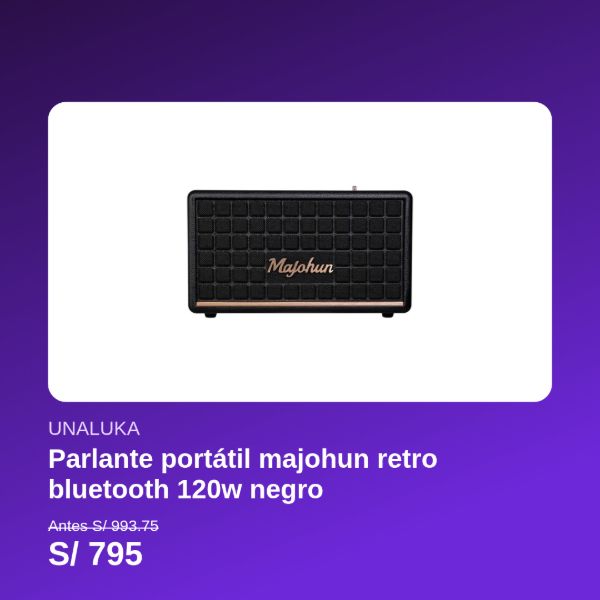 Majohun
UNALUKA
Parlante portátil majohun retro
bluetooth 120w negro
Antes S/ 993.75
S/ 795